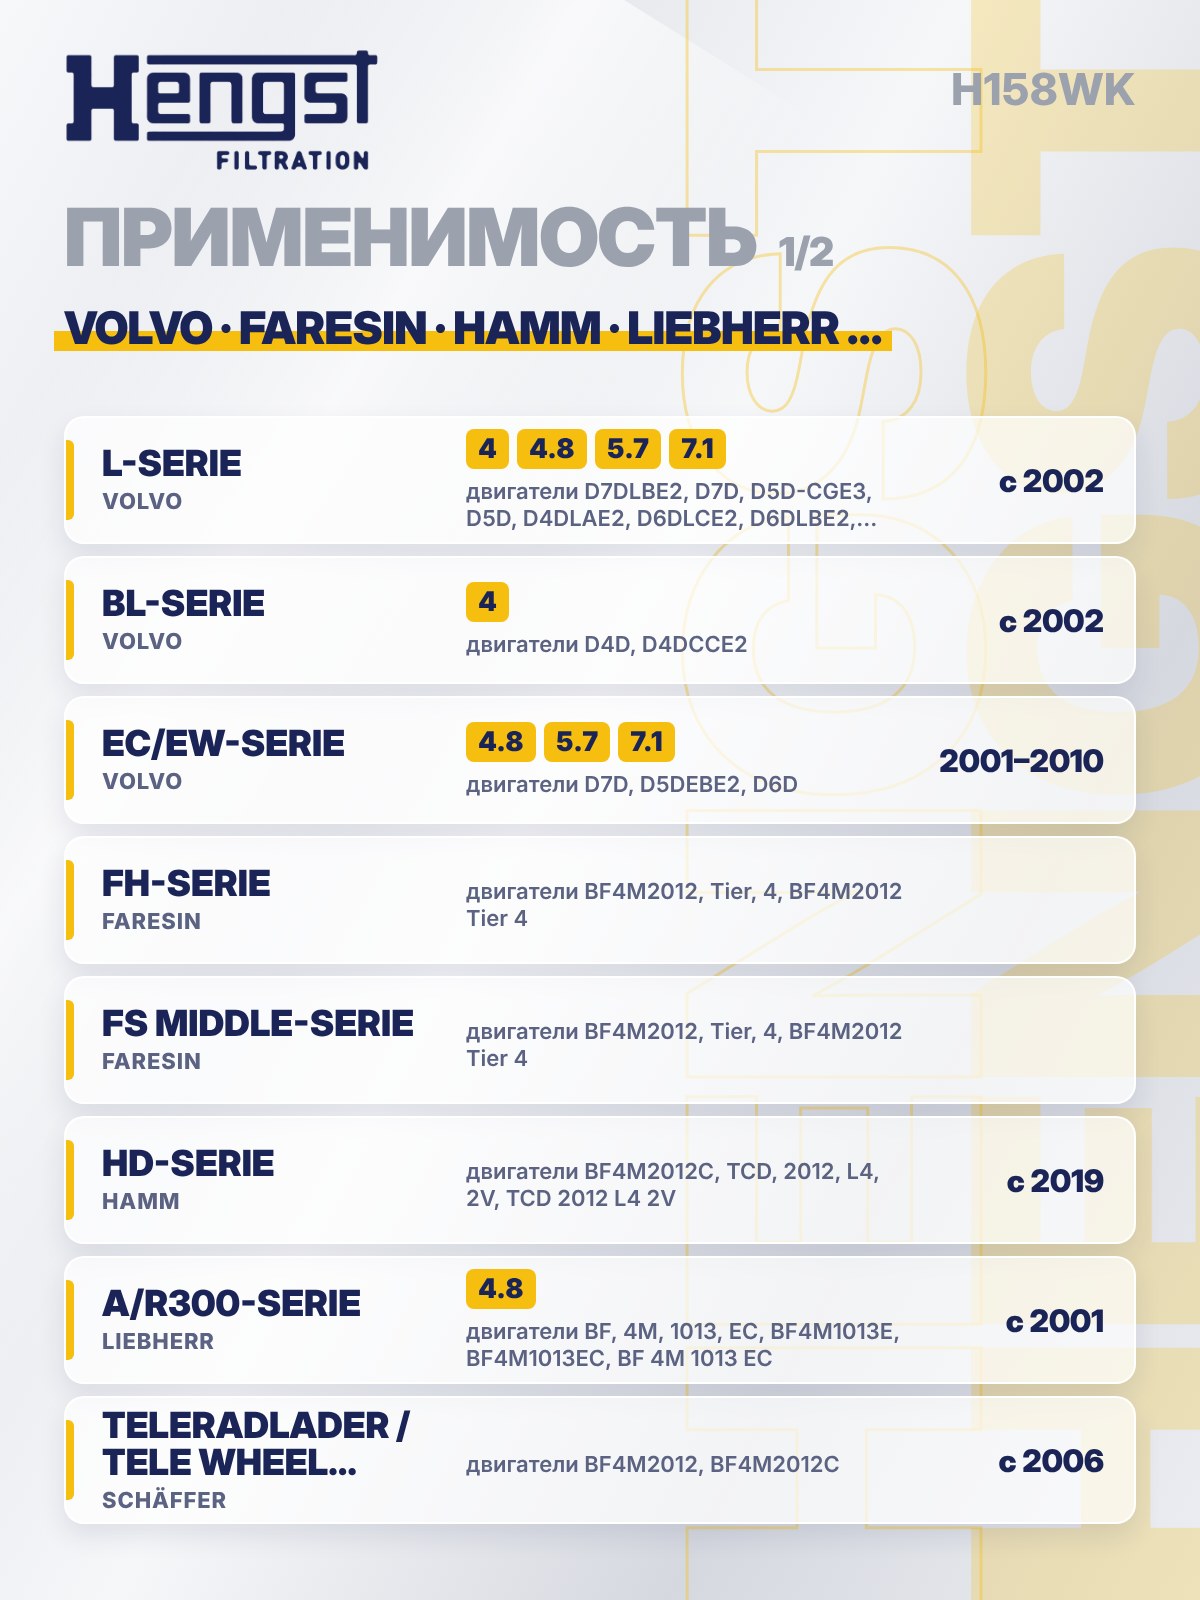 Hengst
FILTRATION
H158WK
ПРИМЕНИМОСТЬ 1/2
VOLVO · FARESIN · HAMM · LIEBHERR ...
L-SERIE
VOLVO
4 4.8 5.7 7.1
двигатели D7DLBE2, D7D, D5D-CGE3,
D5D, D4DLAE2, D6DLCE2, D6DLBE2,...
с 2002
BL-SERIE
VOLVO
4
двигатели D4D, D4DCCE2
с 2002
EC/EW-SERIE
VOLVO
4.8 5.7 7.1
двигатели D7D, D5DEBE2, D6D
2001–2010
FH-SERIE
FARESIN
двигатели BF4M2012, Tier, 4, BF4M2012
Tier 4
FS MIDDLE-SERIE
FARESIN
двигатели BF4M2012, Tier, 4, BF4M2012
Tier 4
HD-SERIE
HAMM
двигатели BF4M2012C, TCD, 2012, L4,
2V, TCD 2012 L4 2V
с 2019
A/R300-SERIE
LIEBHERR
4.8
двигатели BF, 4M, 1013, EC, BF4M1013E,
BF4M1013EC, BF 4M 1013 EC
с 2001
TELERADLADER /
TELE WHEEL...
SCHÄFFER
двигатели BF4M2012, BF4M2012C
с 2006
HENGST
HENGST